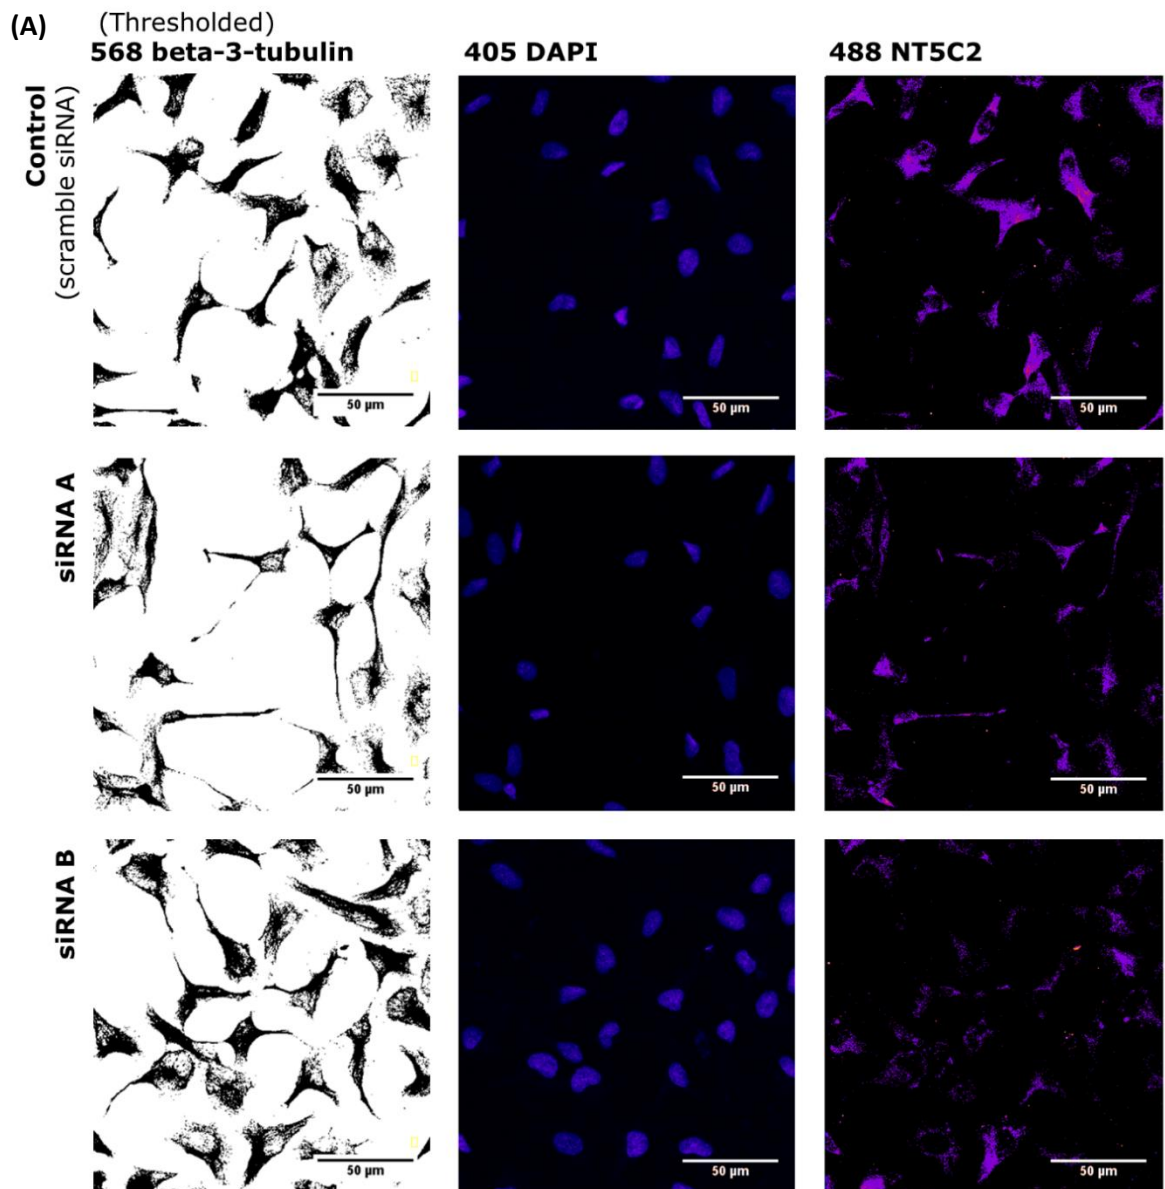 (A)
(Thresholded)
568 beta-3-tubulin
405 DAPI
488 NT5C2
Control
(scramble siRNA)
50 µm
50 µm
50 µm
siRNA A
50 µm
50 µm
50 µm
siRNA B
50 µm
50 µm
50 µm